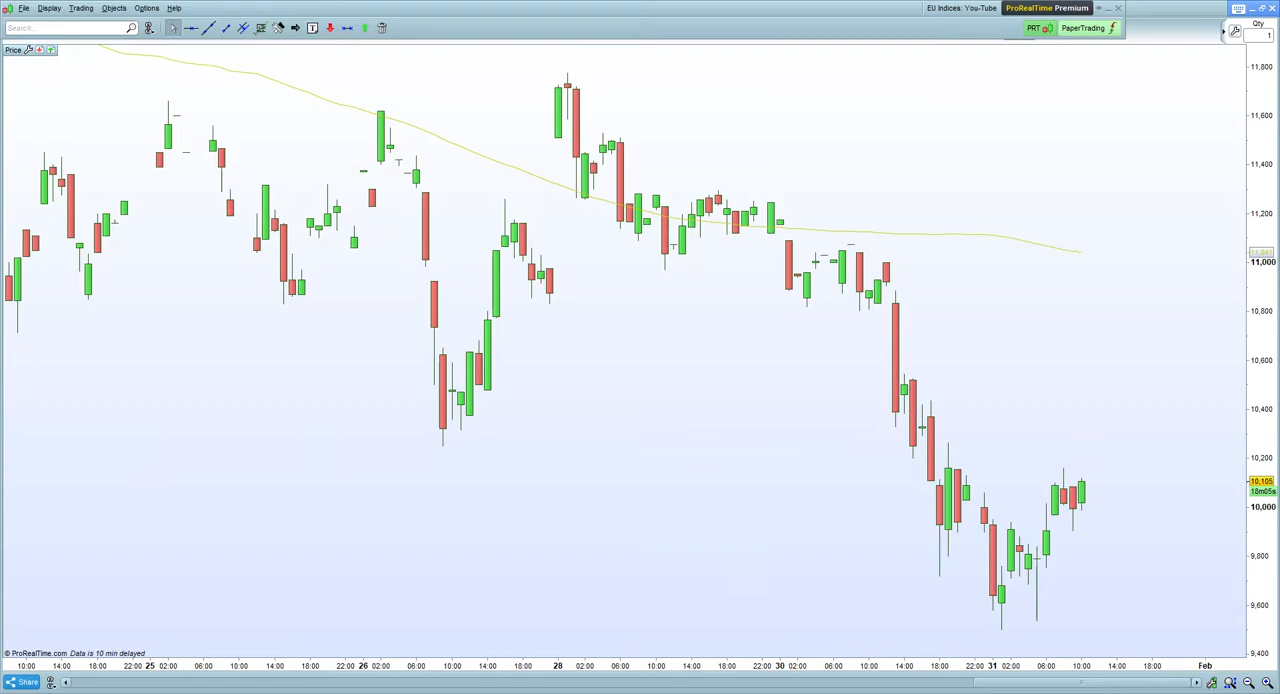 File Display Trading Objects Options Help EU Indices: You-Tube ProRealTime Premium
Search... T PRT PaperTrading Qty
1
Price
11,800
11,600
11,400
11,200
11,041
11,000
10,800
10,600
10,400
10,200
10,105
18m05s
10,000
9,800
9,600
9,400
© ProRealTime.com Data is 10 min delayed
10:00 14:00 22:00 25 02:00 06:00 10:00 14:00 18:00 22:00 26 02:00 06:00 10:00 14:00 18:00 22:00 28 02:00 06:00 10:00 14:00 18:00 22:00 30 02:00 06:00 10:00 14:00 18:00 22:00 31 02:00 06:00 10:00 14:00 18:00 Feb
Share